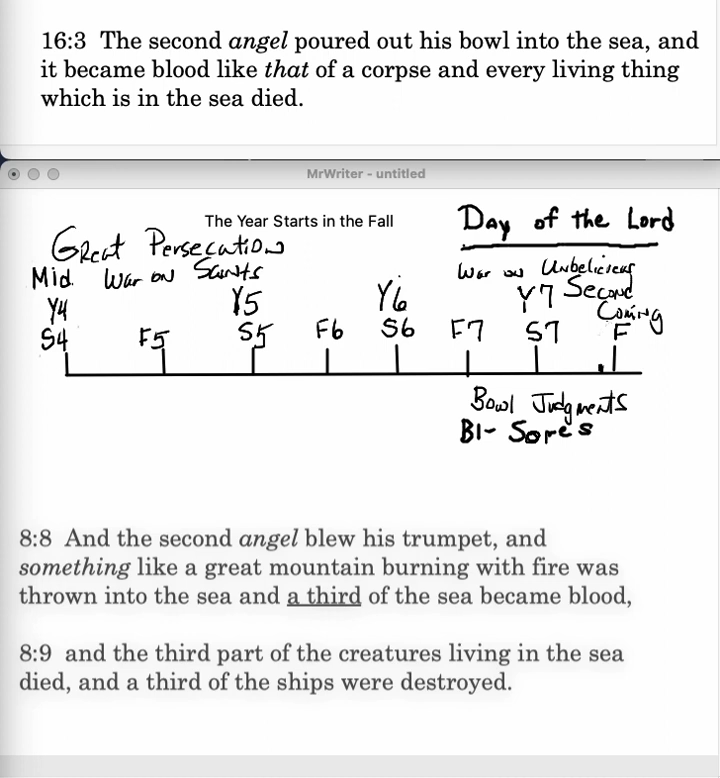 16:3 The second angel poured out his bowl into the sea, and
it became blood like that of a corpse and every living thing
which is in the sea died.
MrWriter - untitled
The Year Starts in the Fall
Day of the Lord
Great Persecution
Mid. War on Saints
War on Unbelievers
Y4 Y5 Y6 Y7 Second
Coming
S4 F5 S5 F6 S6 F7 S7 F
Bowl Judgments
B1- Sores
8:8 And the second angel blew his trumpet, and
something like a great mountain burning with fire was
thrown into the sea and a third of the sea became blood,
8:9 and the third part of the creatures living in the sea
died, and a third of the ships were destroyed.